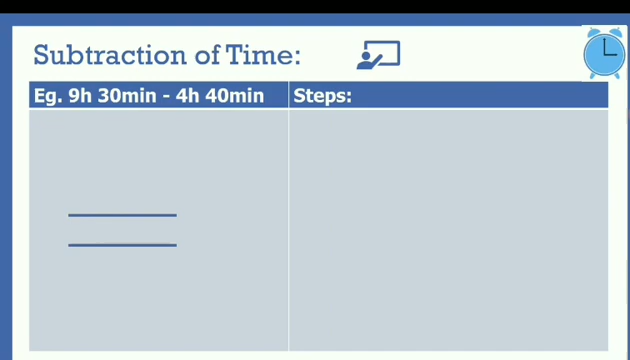 Subtraction of Time:
Eg. 9h 30min - 4h 40min
Steps: